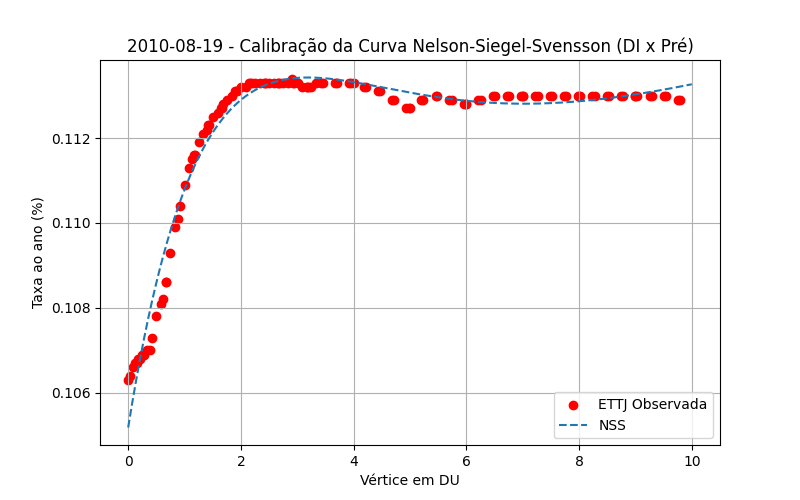 2010-08-19 - Calibração da Curva Nelson-Siegel-Svensson (DI x Pré)
Taxa ao ano (%)
0.112
0.110
0.108
0.106
0
2
4
6
8
10
Vértice em DU
ETTJ Observada
NSS